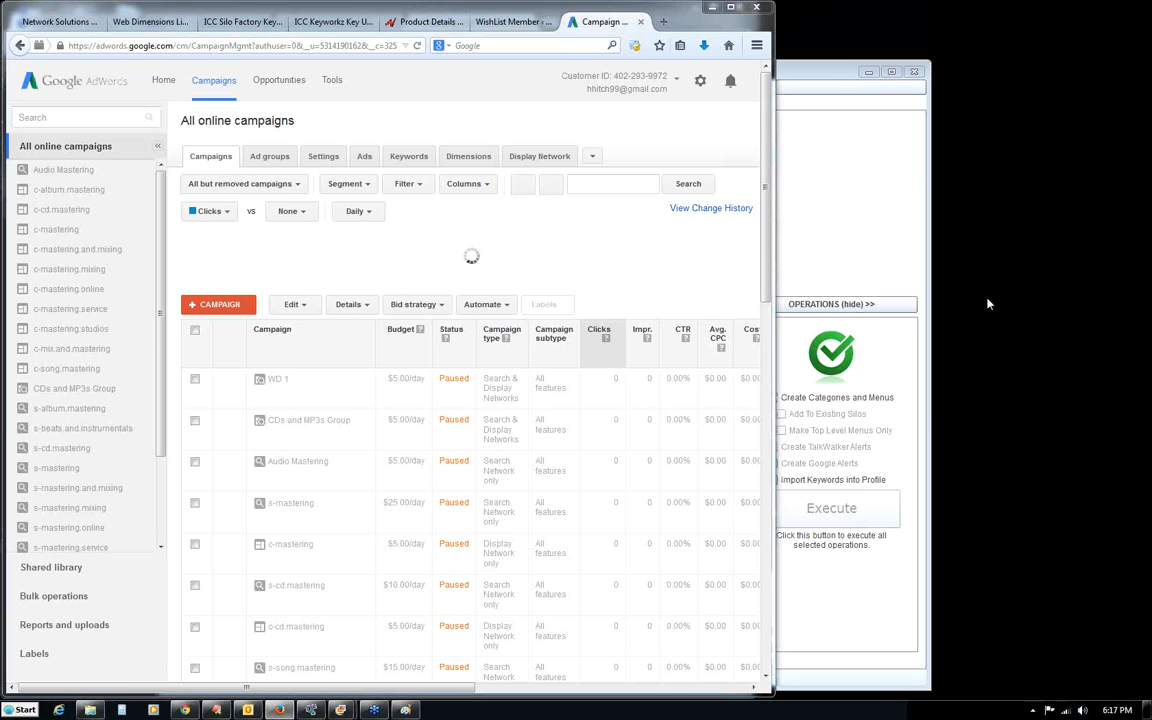 Network Solutions ...
Web Dimensions Li...
ICC Silo Factory Key...
ICC Keyworkz Key U...
Product Details ...
WishList Member ‹ ...
Campaign ...
https://adwords.google.com/cm/CampaignMgmt?authuser=0&__u=5314190162&__c=325
Google
Google AdWords
Home
Campaigns
Opportunities
Tools
Customer ID: 402-293-9972
hhitch99@gmail.com
Search
All online campaigns
All online campaigns
Audio Mastering
c-album.mastering
c-cd.mastering
c-mastering
c-mastering.and.mixing
c-mastering.mixing
c-mastering.online
c-mastering.service
c-mastering.studios
c-mix.and.mastering
c-song.mastering
CDs and MP3s Group
s-album.mastering
s-beats.and.instrumentals
s-cd.mastering
s-mastering
s-mastering.and.mixing
s-mastering.mixing
s-mastering.online
s-mastering.service
Shared library
Bulk operations
Reports and uploads
Labels
Campaigns
Ad groups
Settings
Ads
Keywords
Dimensions
Display Network
All but removed campaigns
Segment
Filter
Columns
Search
Clicks
vs
None
Daily
View Change History
+ CAMPAIGN
Edit
Details
Bid strategy
Automate
Labels
Campaign
Budget ?
Status ?
Campaign type ?
Campaign subtype
Clicks ?
Impr. ?
CTR ?
Avg. CPC ?
Cost ?
WD 1 $5.00/day Paused Search & Display Networks All features 0 0 0.00% $0.00 $0.0
CDs and MP3s Group $5.00/day Paused Search & Display Networks All features 0 0 0.00% $0.00 $0.0
Audio Mastering $5.00/day Paused Search Network only All features 0 0 0.00% $0.00 $0.0
s-mastering $25.00/day Paused Search Network only All features 0 0 0.00% $0.00 $0.0
c-mastering $5.00/day Paused Display Network only All features 0 0 0.00% $0.00 $0.0
s-cd.mastering $10.00/day Paused Search Network only All features 0 0 0.00% $0.00 $0.0
c-cd.mastering $5.00/day Paused Display Network only All features 0 0 0.00% $0.00 $0.0
s-song.mastering $15.00/day Paused Search Network only All features 0 0 0.00% $0.00 $0.0
OPERATIONS (hide) >>
Create Categories and Menus
Add To Existing Silos
Make Top Level Menus Only
Create TalkWalker Alerts
Create Google Alerts
Import Keywords into Profile
Execute
Click this button to execute all
selected operations.
Start
6:17 PM